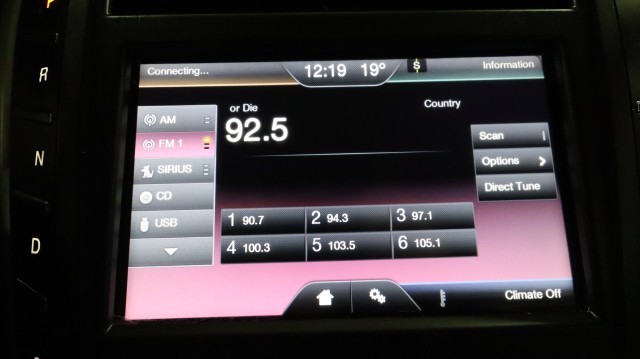 P
R
N
D
Connecting...
12:19 19°
S
Information
AM
FM 1
SIRIUS
CD
USB
or Die
92.5
Country
Scan
Options
Direct Tune
1 90.7 2 94.3 3 97.1
4 100.3 5 103.5 6 105.1
Climate Off